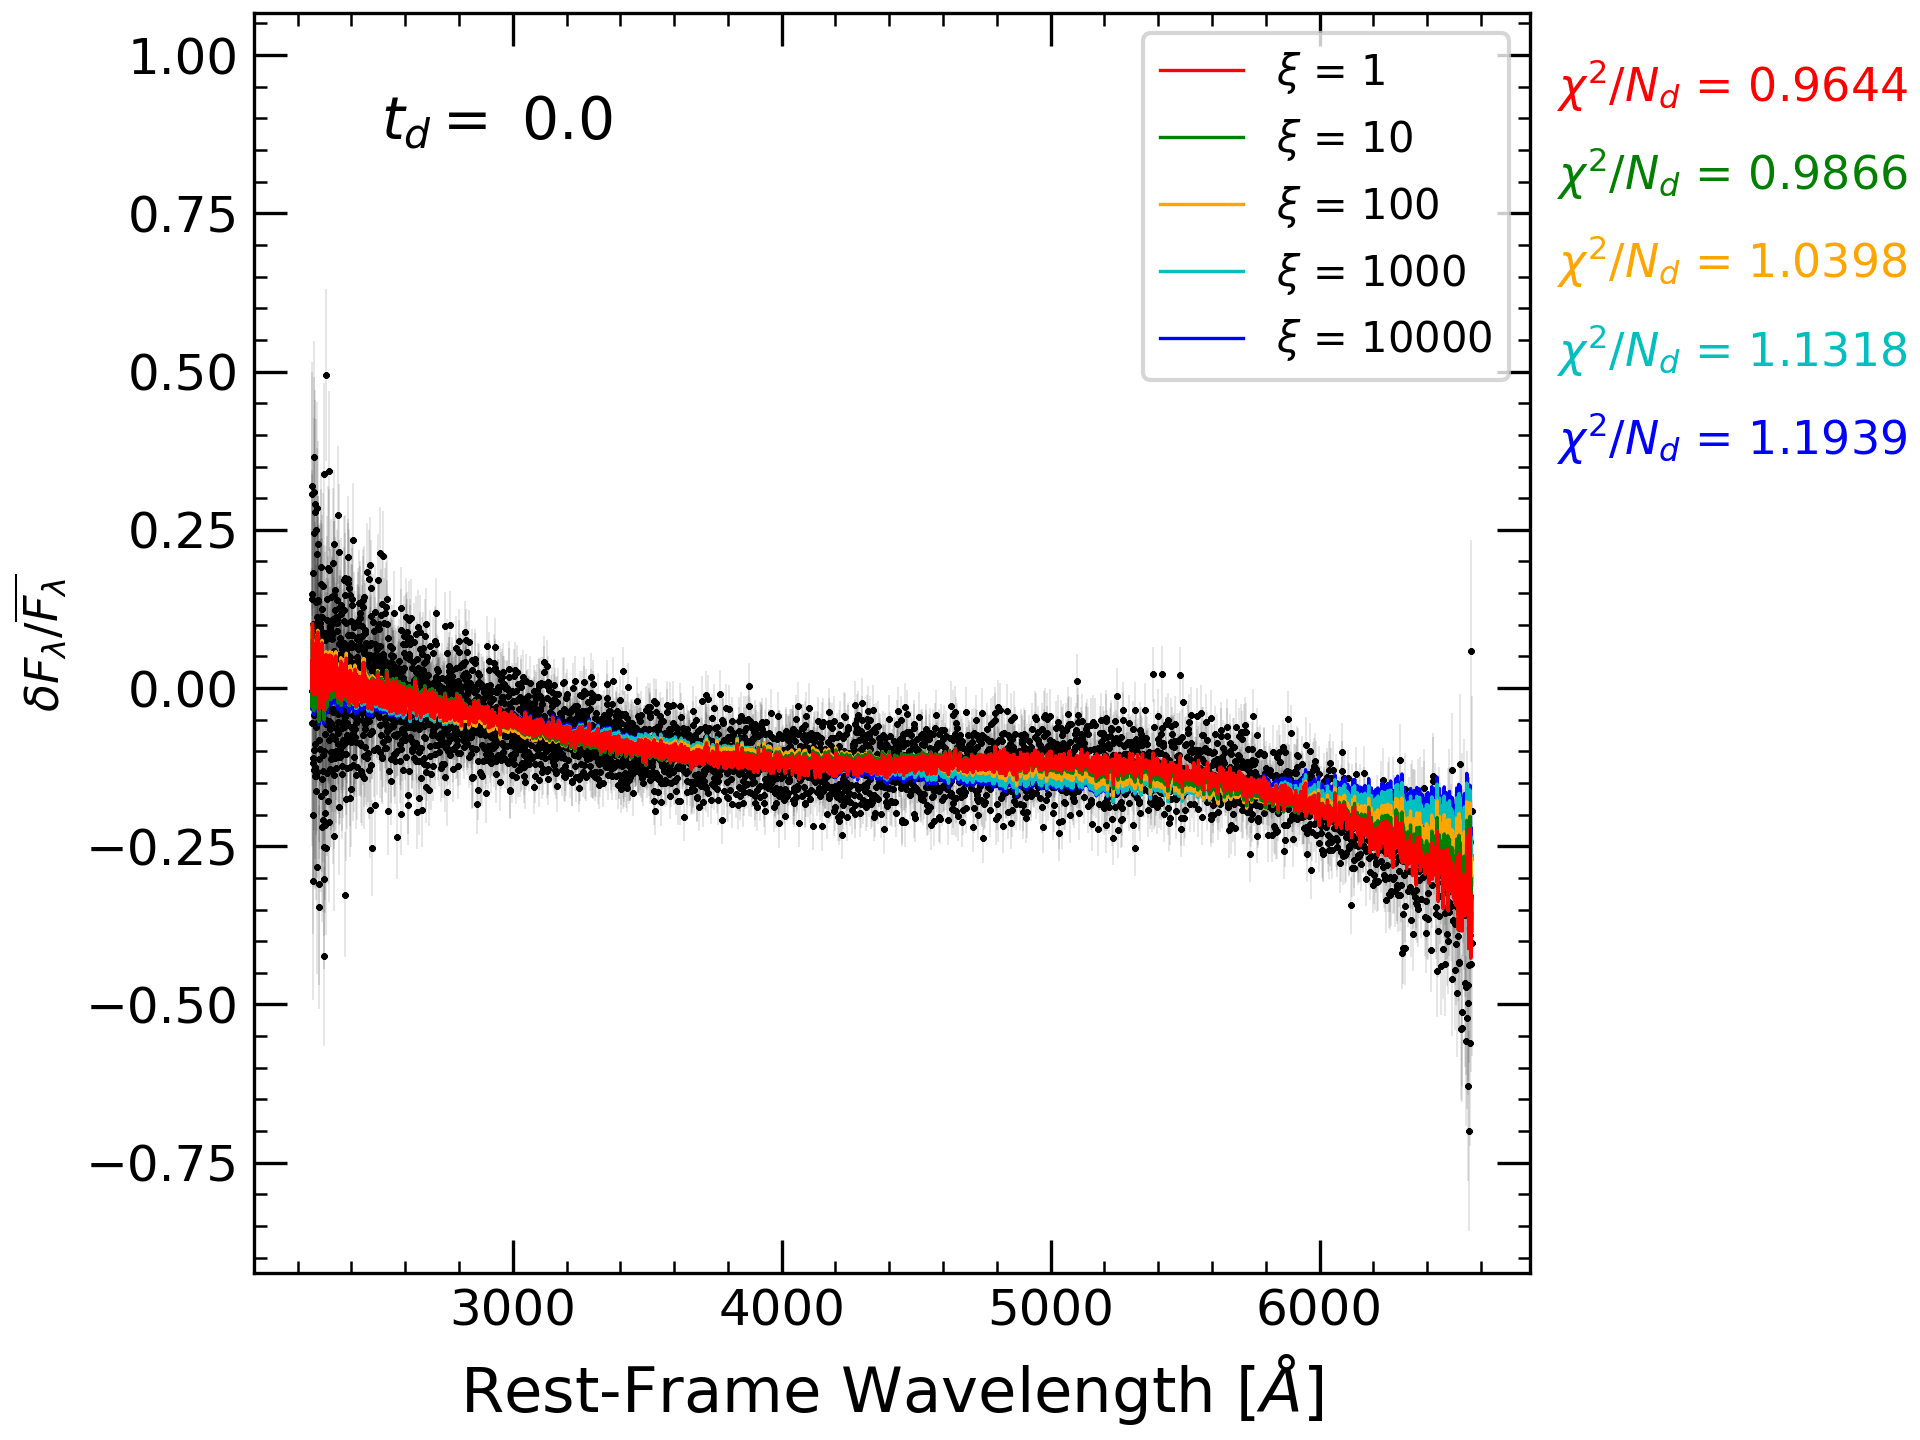 1.00
0.75
0.50
0.25
0.00
−0.25
−0.50
−0.75
δF_λ/F̅_λ
t_d = 0.0
ξ = 1
ξ = 10
ξ = 100
ξ = 1000
ξ = 10000
χ²/N_d = 0.9644
χ²/N_d = 0.9866
χ²/N_d = 1.0398
χ²/N_d = 1.1318
χ²/N_d = 1.1939
3000 4000 5000 6000
Rest-Frame Wavelength [Å]